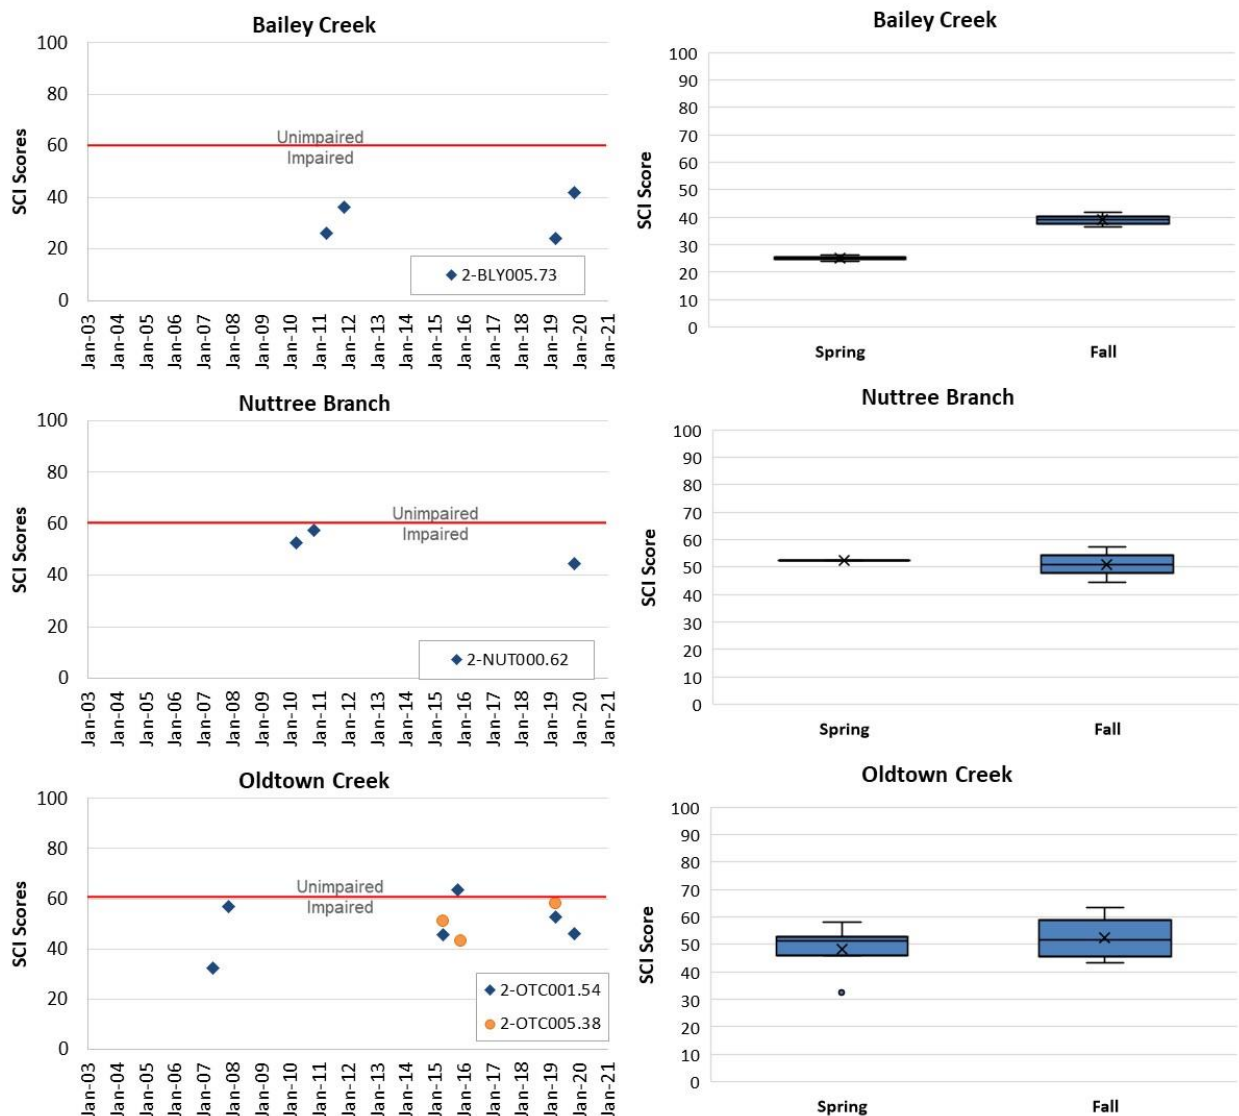 Bailey Creek
100
80
60
40
20
0
SCI Scores
Unimpaired
Impaired
2-BLY005.73
Jan-03
Jan-04
Jan-05
Jan-06
Jan-07
Jan-08
Jan-09
Jan-10
Jan-11
Jan-12
Jan-13
Jan-14
Jan-15
Jan-16
Jan-17
Jan-18
Jan-19
Jan-20
Jan-21
Bailey Creek
100
90
80
70
60
50
40
30
20
10
0
SCI Score
Spring
Fall
Nuttree Branch
100
80
60
40
20
0
SCI Scores
Unimpaired
Impaired
2-NUT000.62
Jan-03
Jan-04
Jan-05
Jan-06
Jan-07
Jan-08
Jan-09
Jan-10
Jan-11
Jan-12
Jan-13
Jan-14
Jan-15
Jan-16
Jan-17
Jan-18
Jan-19
Jan-20
Jan-21
Nuttree Branch
100
90
80
70
60
50
40
30
20
10
0
SCI Score
Spring
Fall
Oldtown Creek
100
80
60
40
20
0
SCI Scores
Unimpaired
Impaired
2-OTC001.54
2-OTC005.38
Jan-03
Jan-04
Jan-05
Jan-06
Jan-07
Jan-08
Jan-09
Jan-10
Jan-11
Jan-12
Jan-13
Jan-14
Jan-15
Jan-16
Jan-17
Jan-18
Jan-19
Jan-20
Jan-21
Oldtown Creek
100
90
80
70
60
50
40
30
20
10
0
SCI Score
Spring
Fall